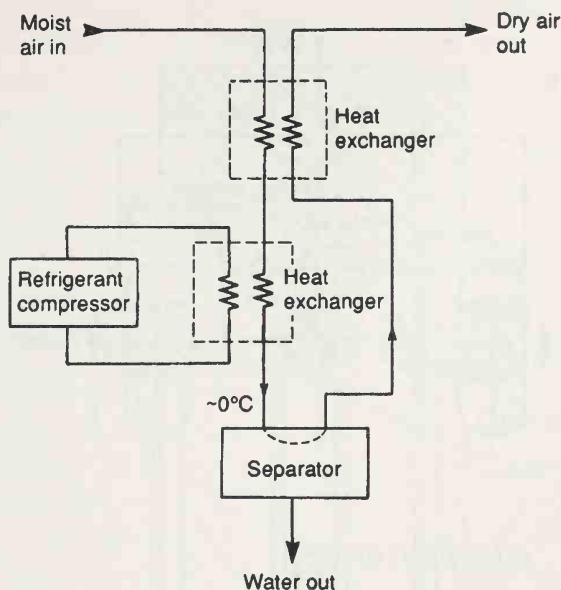 Moist
air in
Dry air
out
Heat
exchanger
Refrigerant
compressor
Heat
exchanger
~0°C
Separator
Water out